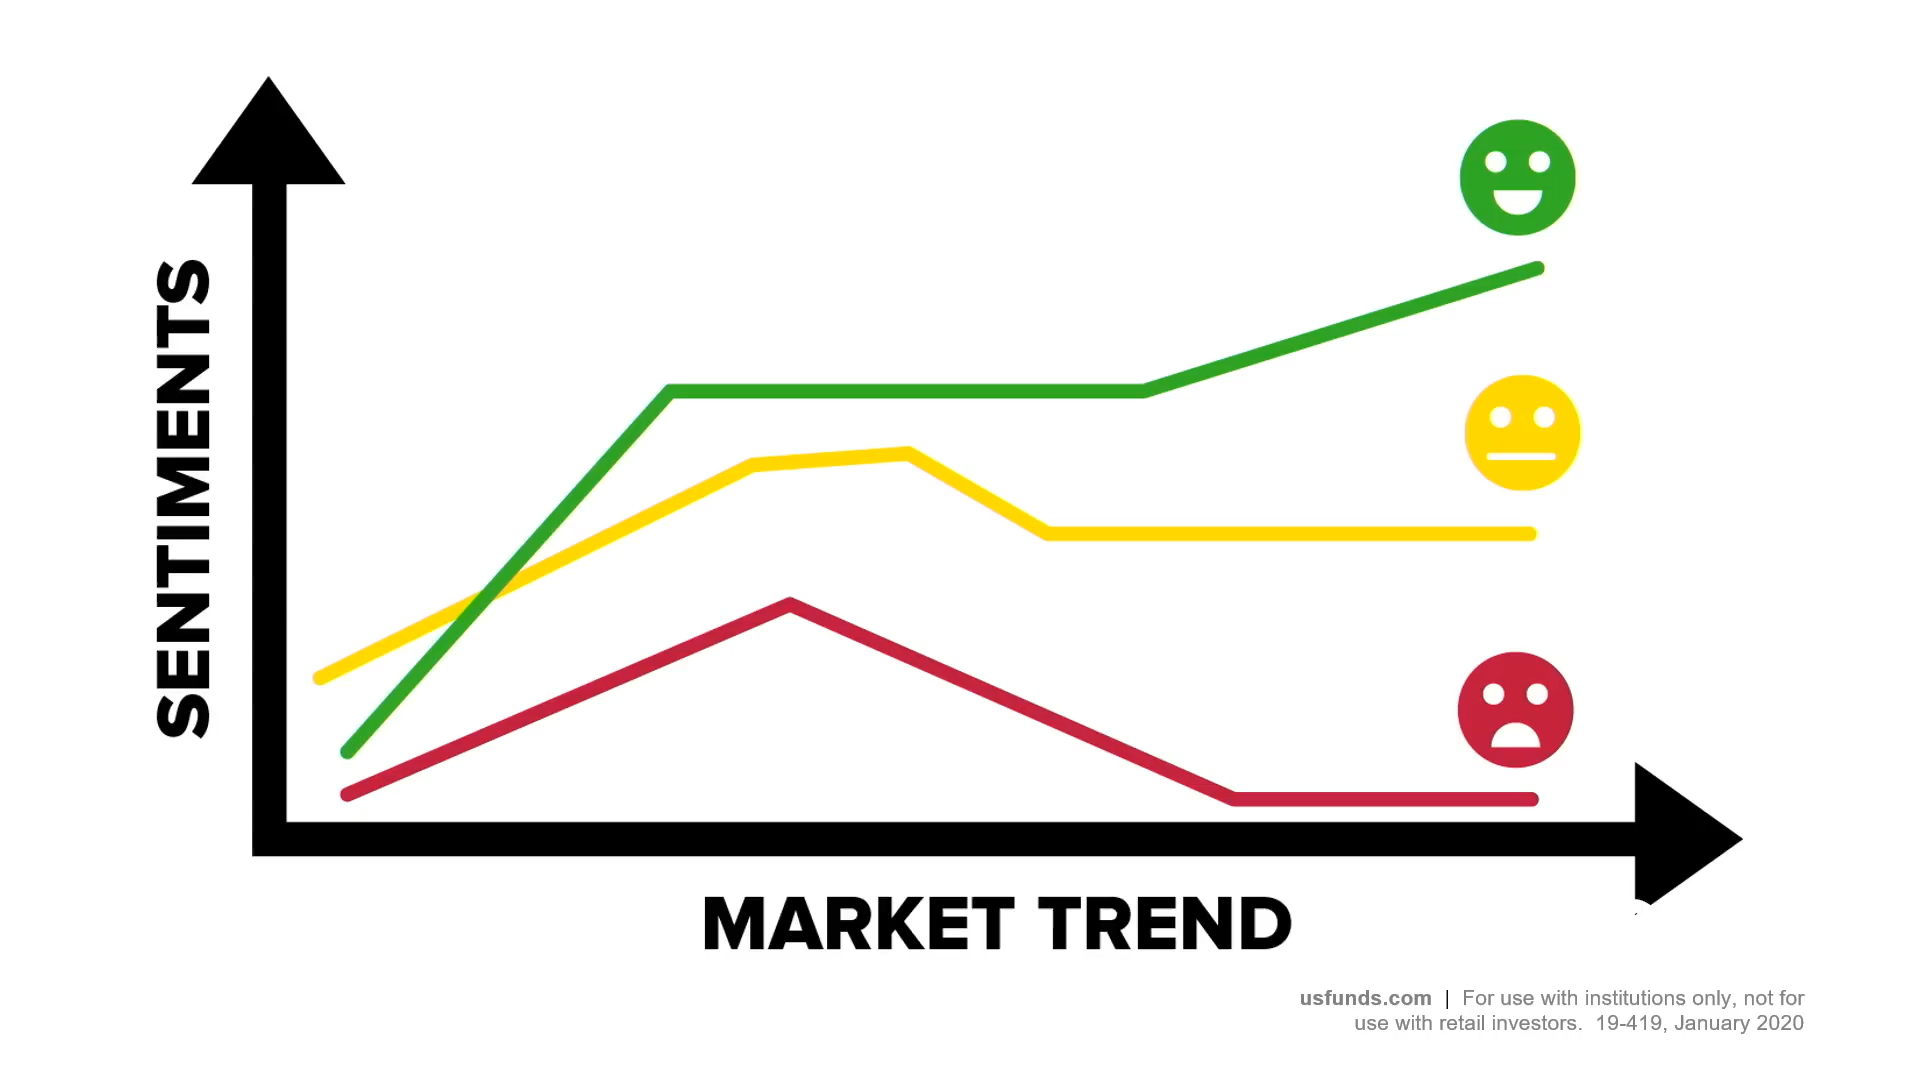 SENTIMENTS
MARKET TREND
usfunds.com | For use with institutions only, not for
use with retail investors. 19-419, January 2020